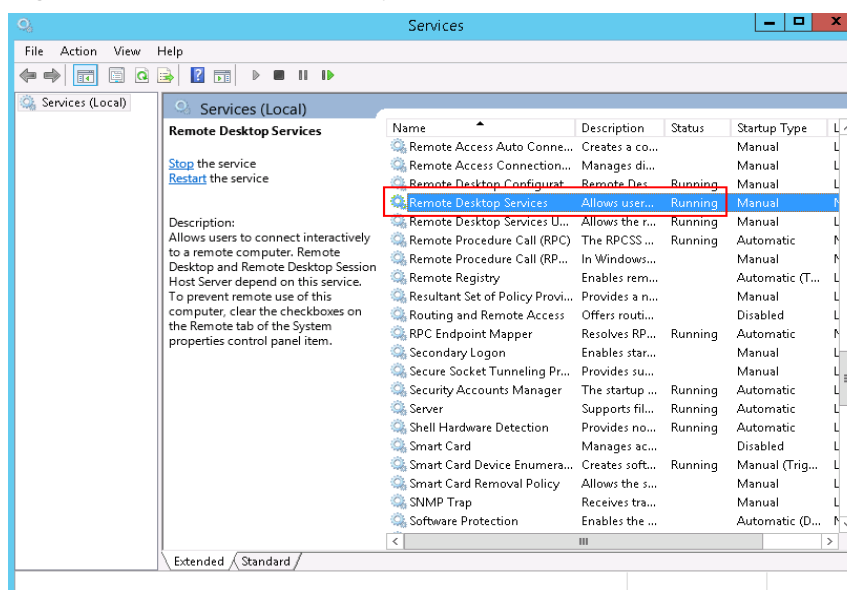 Services
File Action View Help
Services (Local)
Services (Local)
Remote Desktop Services
Stop the service
Restart the service
Description:
Allows users to connect interactively
to a remote computer. Remote
Desktop and Remote Desktop Session
Host Server depend on this service.
To prevent remote use of this
computer, clear the checkboxes on
the Remote tab of the System
properties control panel item.
Name Description Status Startup Type L
Remote Access Auto Conne... Creates a co... Manual L
Remote Access Connection... Manages di... Manual L
Remote Desktop Configurat... Remote Des... Running Manual L
Remote Desktop Services Allows user... Running Manual N
Remote Desktop Services U... Allows the r... Running Manual L
Remote Procedure Call (RPC) The RPCSS ... Running Automatic N
Remote Procedure Call (RP... In Windows... Manual N
Remote Registry Enables rem... Automatic (T... L
Resultant Set of Policy Provi... Provides a n... Manual L
Routing and Remote Access Offers routi... Disabled L
RPC Endpoint Mapper Resolves RP... Running Automatic N
Secondary Logon Enables star... Manual L
Secure Socket Tunneling Pr... Provides su... Manual L
Security Accounts Manager The startup ... Running Automatic L
Server Supports fil... Running Automatic L
Shell Hardware Detection Provides no... Running Automatic L
Smart Card Manages ac... Disabled L
Smart Card Device Enumera... Creates soft... Running Manual (Trig... L
Smart Card Removal Policy Allows the s... Manual L
SNMP Trap Receives tra... Manual L
Software Protection Enables the ... Automatic (D... N
Extended Standard